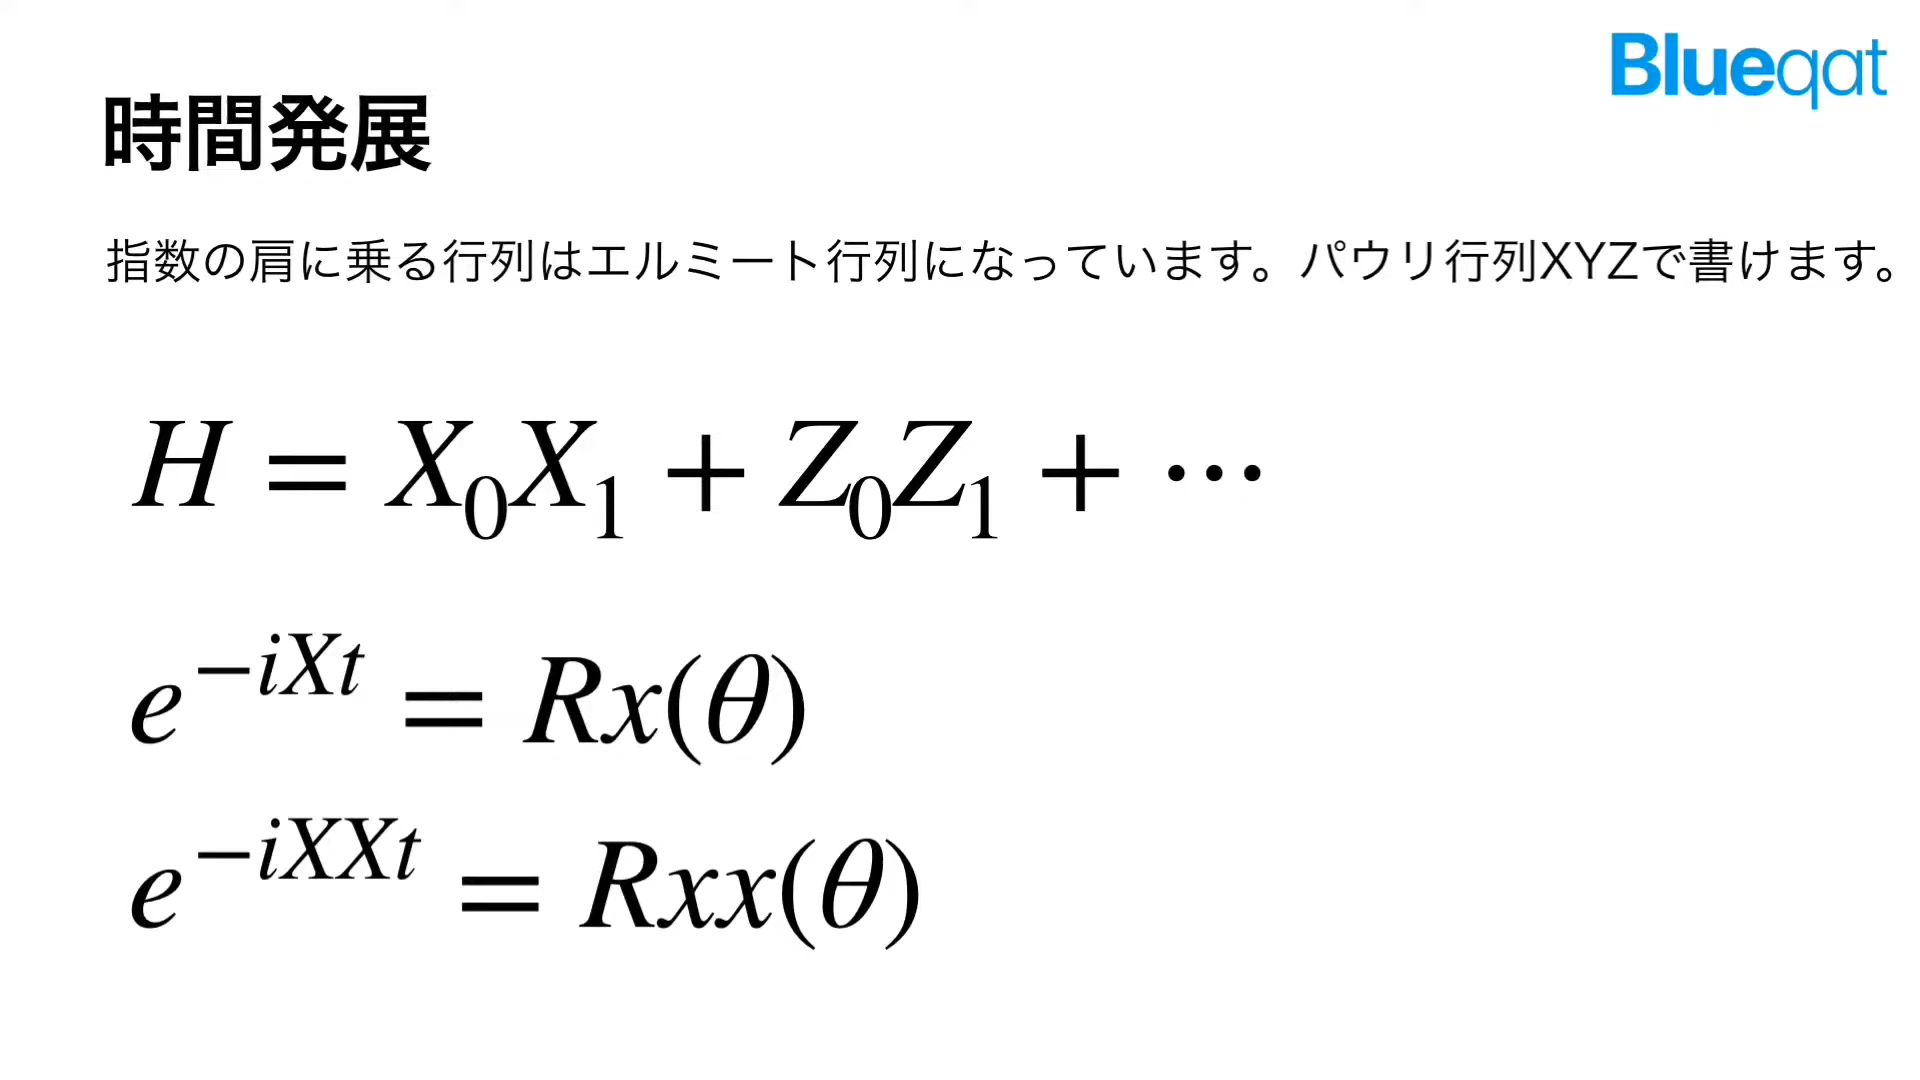 Blueqat
時間発展
指数の肩に乗る行列はエルミート行列になっています。パウリ行列XYZで書けます。
H = X₀X₁ + Z₀Z₁ + ⋯
e^{−iXt} = Rx(θ)
e^{−iXXt} = Rxx(θ)